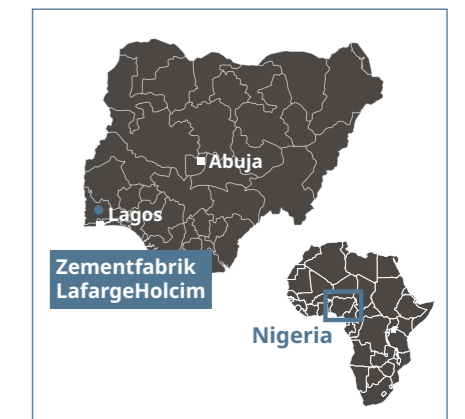 Abuja
Lagos
Zementfabrik
LafargeHolcim
Nigeria